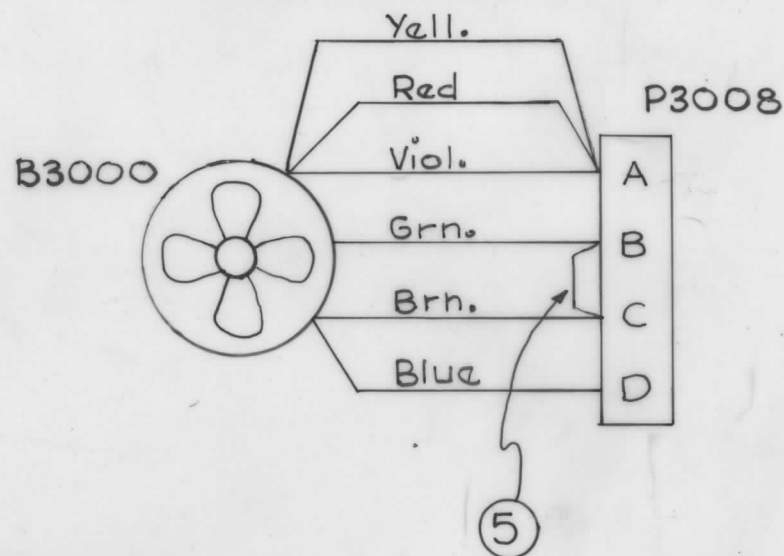 Yell.
Red
P3008
B3000
Viol.
A
Grn.
B
Brn.
C
Blue
D
5